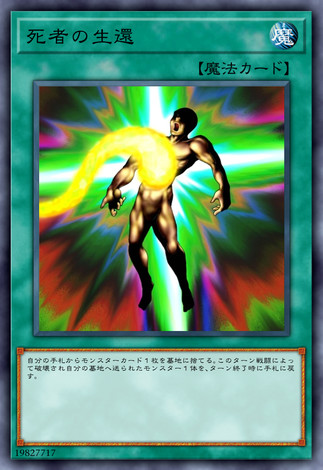 死者の生還
魔
【魔法カード】
自分の手札からモンスターカード1枚を墓地に捨てる。このターン戦闘によっ
て破壊され自分の墓地へ送られたモンスター1体を、ターン終了時に手札に戻
す。
19827717